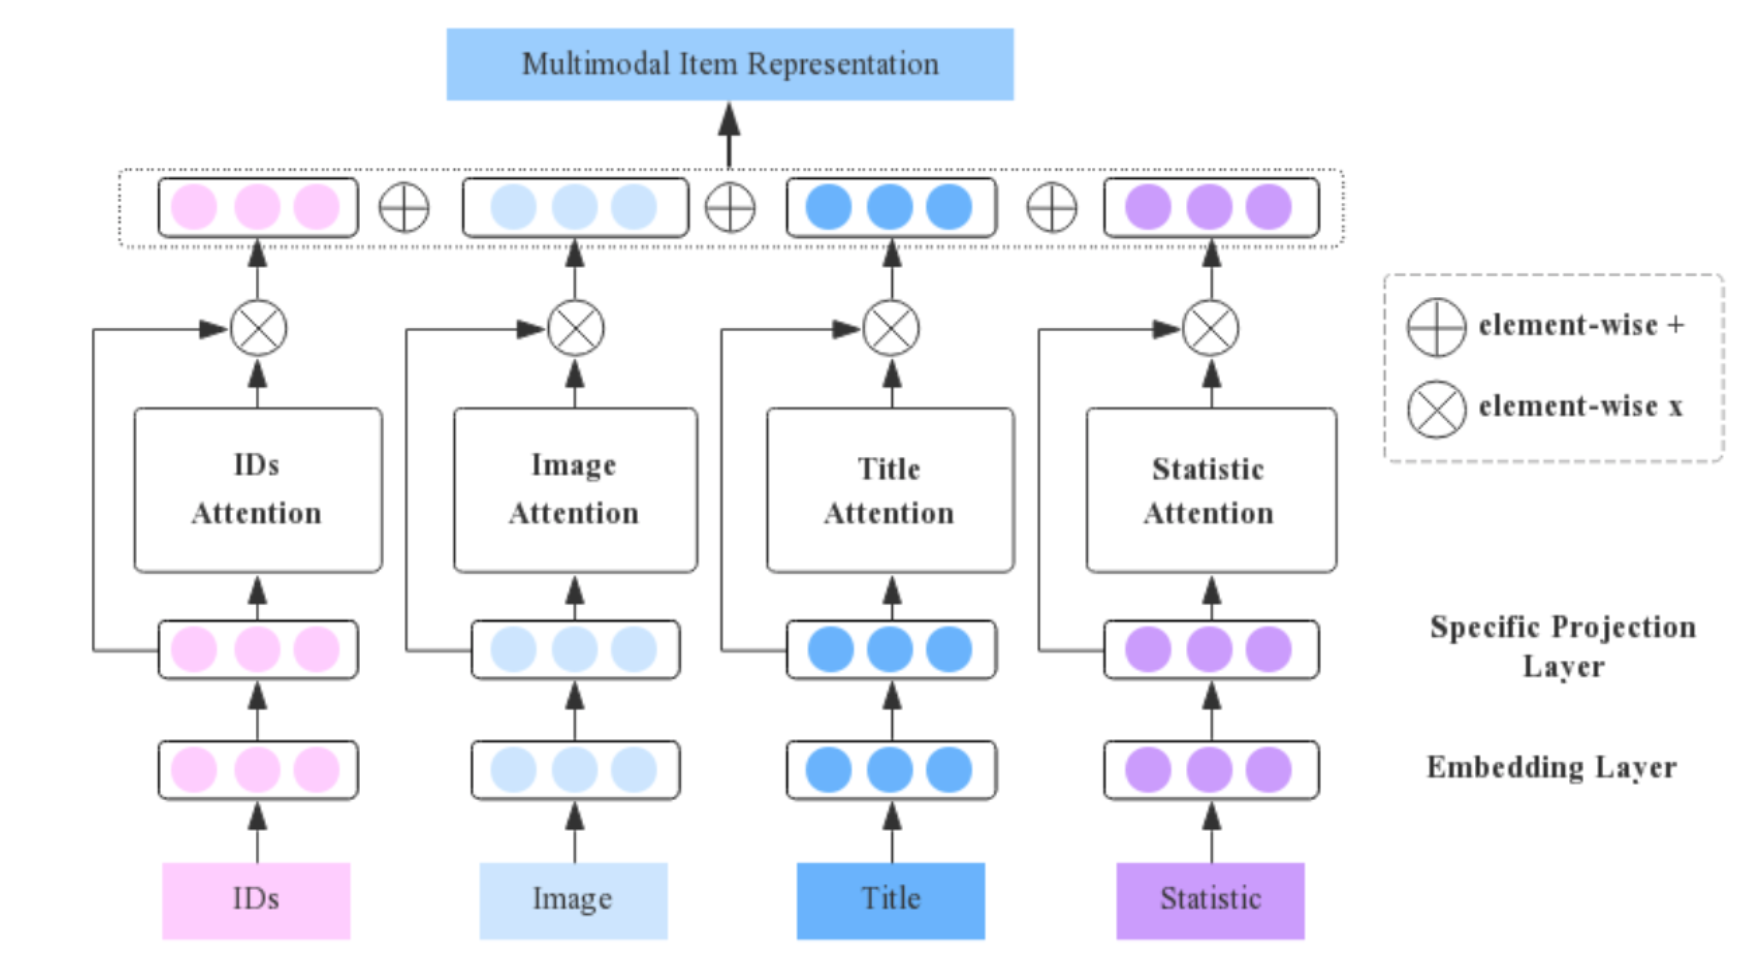 Multimodal Item Representation
element-wise +
element-wise x
IDs
Attention
Image
Attention
Title
Attention
Statistic
Attention
Specific Projection
Layer
Embedding Layer
IDs
Image
Title
Statistic